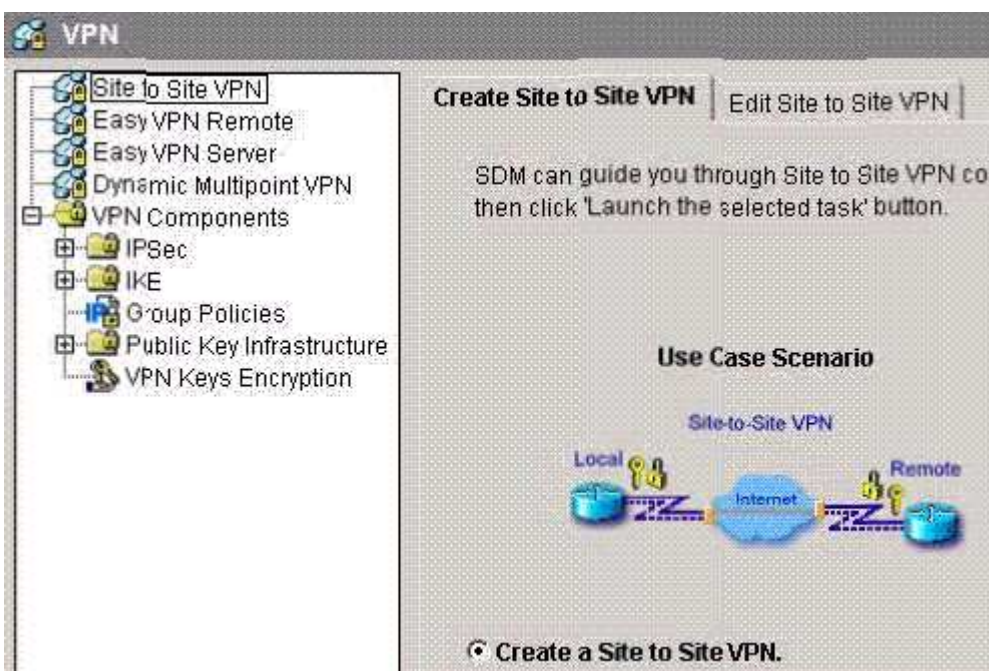 VPN
Site to Site VPN
Easy VPN Remote
Easy VPN Server
Dynamic Multipoint VPN
VPN Components
IPSec
IKE
Group Policies
Public Key Infrastructure
VPN Keys Encryption
Create Site to Site VPN
Edit Site to Site VPN
SDM can guide you through Site to Site VPN co
then click 'Launch the selected task' button.
Use Case Scenario
Site-to-Site VPN
Local
Internet
Remote
Create a Site to Site VPN.